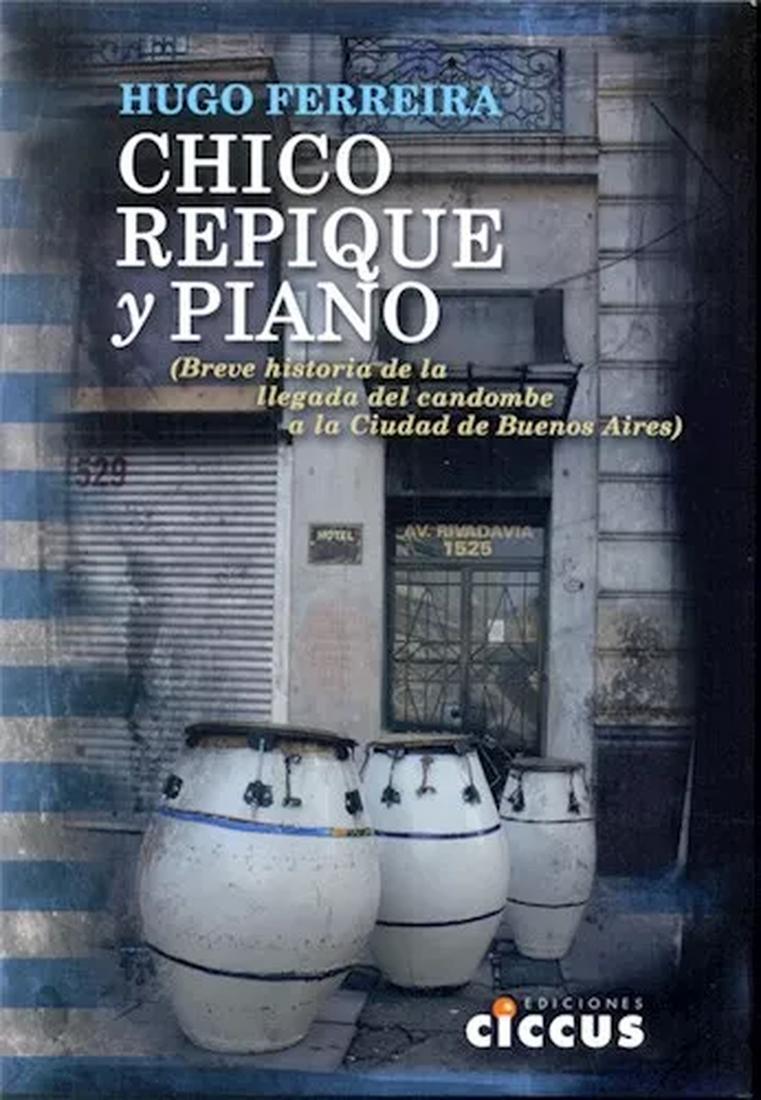 HUGO FERREIRA
CHICO
REPIQUE
y PIANO
(Breve historia de la
llegada del candombe
a la Ciudad de Buenos Aires)
529
HOTEL
AV. RIVADAVIA
1525
EDICIONES
CICCUS